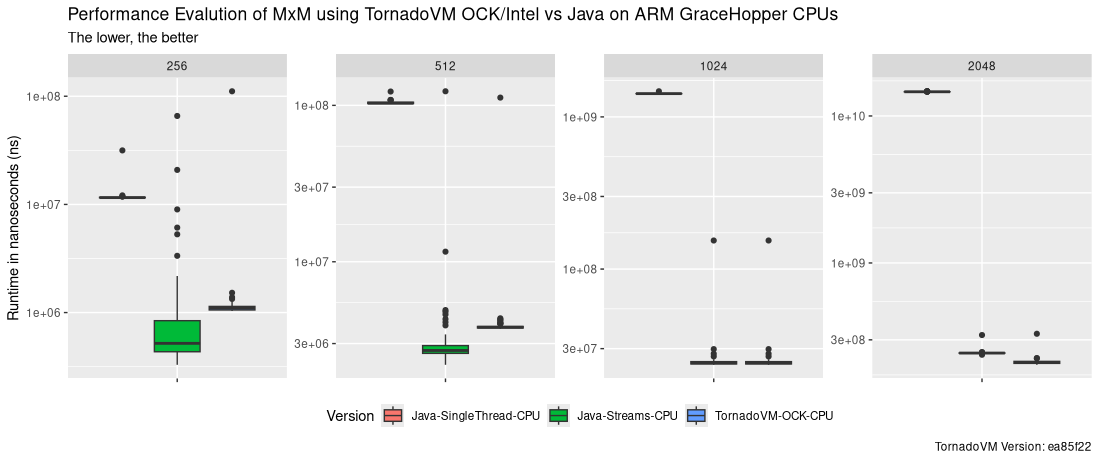 Performance Evalution of MxM using TornadoVM OCK/Intel vs Java on ARM GraceHopper CPUs
The lower, the better
256
512
1024
2048
Runtime in nanoseconds (ns)
1e+08
1e+07
1e+06
1e+08
3e+07
1e+07
3e+06
1e+09
3e+08
1e+08
3e+07
1e+10
3e+09
1e+09
3e+08
Version
Java-SingleThread-CPU
Java-Streams-CPU
TornadoVM-OCK-CPU
TornadoVM Version: ea85f22